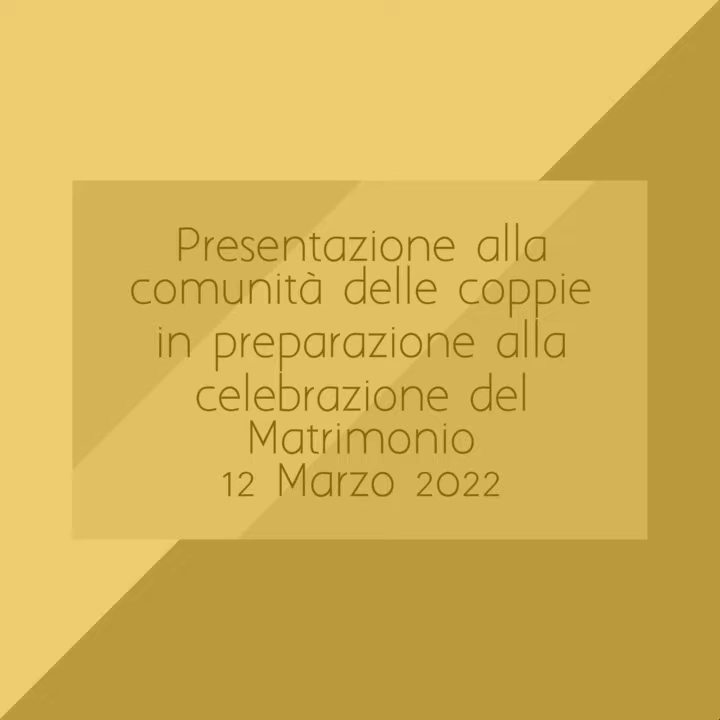 Presentazione alla
comunità delle coppie
in preparazione alla
celebrazione del
Matrimonio
12 Marzo 2022